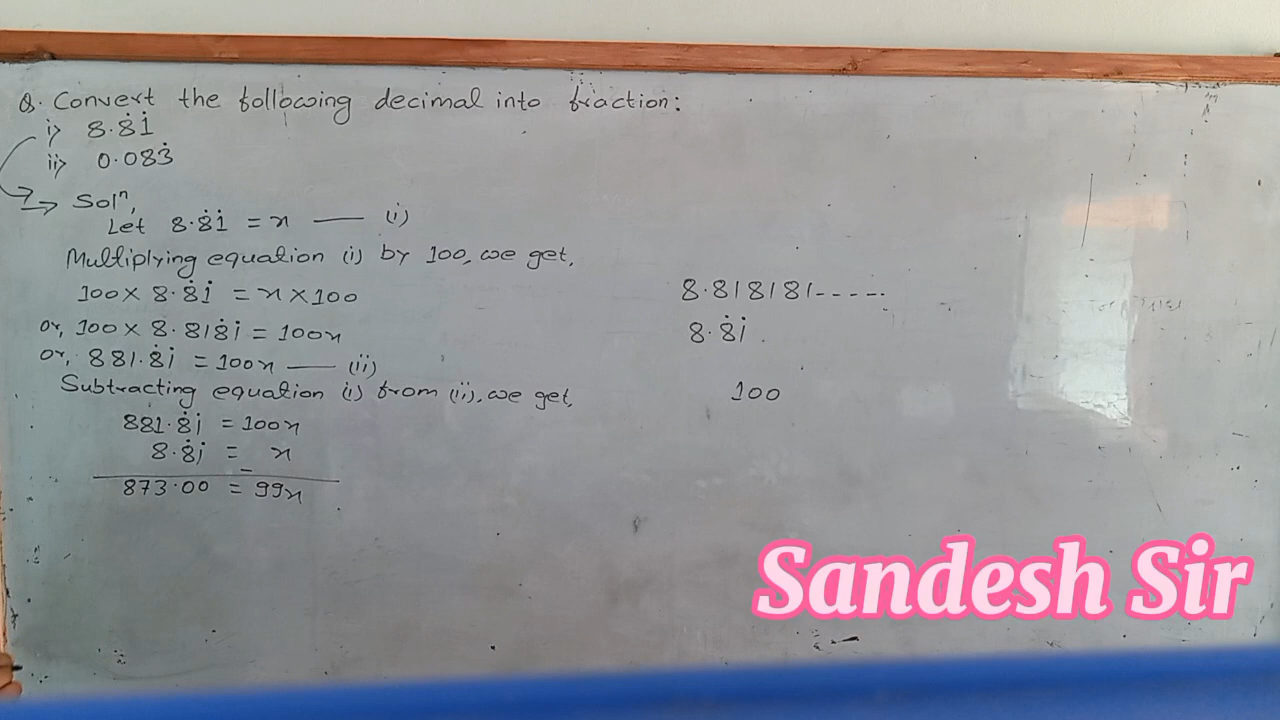 Q. Convert the following decimal into fraction:
i> 8.8̇1̇
ii> 0.083̇
Solⁿ,
Let 8.8̇1̇ = x —— (i)
Multiplying equation (i) by 100, we get,
100 × 8.8̇1̇ = x × 100
or, 100 × 8.818̇1̇ = 100x
or, 881.8̇1̇ = 100x —— (ii)
Subtracting equation (i) from (ii), we get,
881.8̇1̇ = 100x
8.8̇1̇ = x
-
873.00 = 99x
8.818181-----
8.8̇1̇.
100
Sandesh Sir